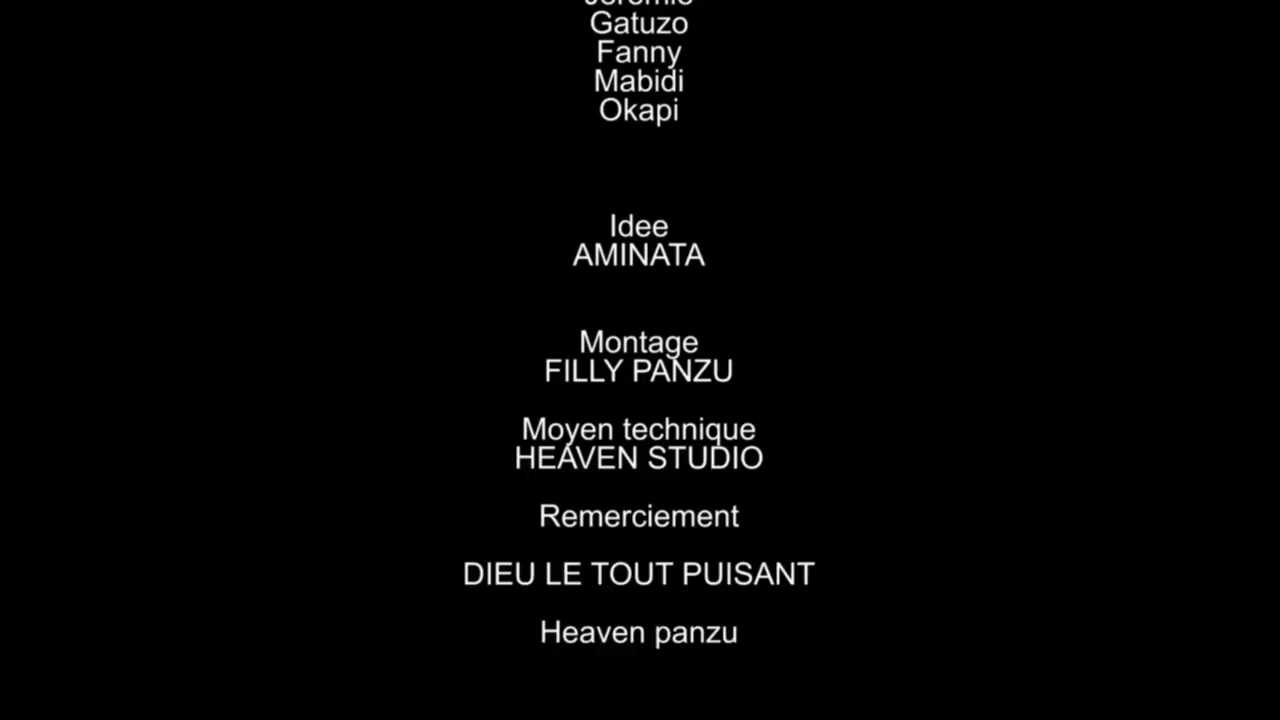 Gatuzo
Fanny
Mabidi
Okapi
Idee
AMINATA
Montage
FILLY PANZU
Moyen technique
HEAVEN STUDIO
Remerciement
DIEU LE TOUT PUISANT
Heaven panzu